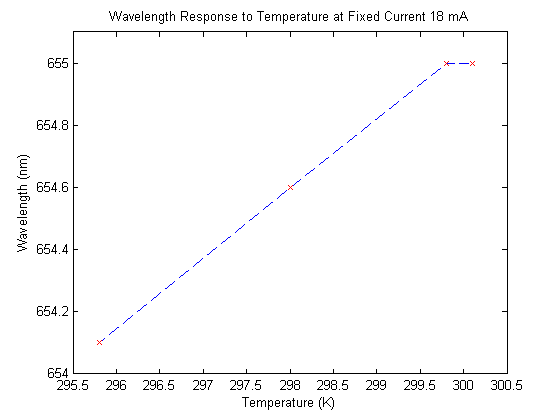 Wavelength Response to Temperature at Fixed Current 18 mA
655
654.8
654.6
654.4
654.2
654
Wavelength (nm)
295.5 296 296.5 297 297.5 298 298.5 299 299.5 300 300.5
Temperature (K)